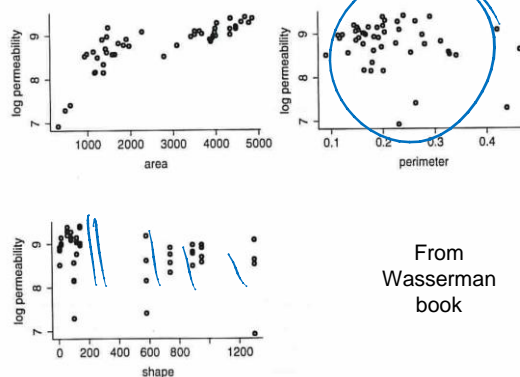 log permeability
9
8
7
1000 2000 3000 4000 5000
area
log permeability
9
8
7
0.1 0.2 0.3 0.4
perimeter
log permeability
9
8
7
0 200 400 600 800 1200
shape
From
Wasserman
book